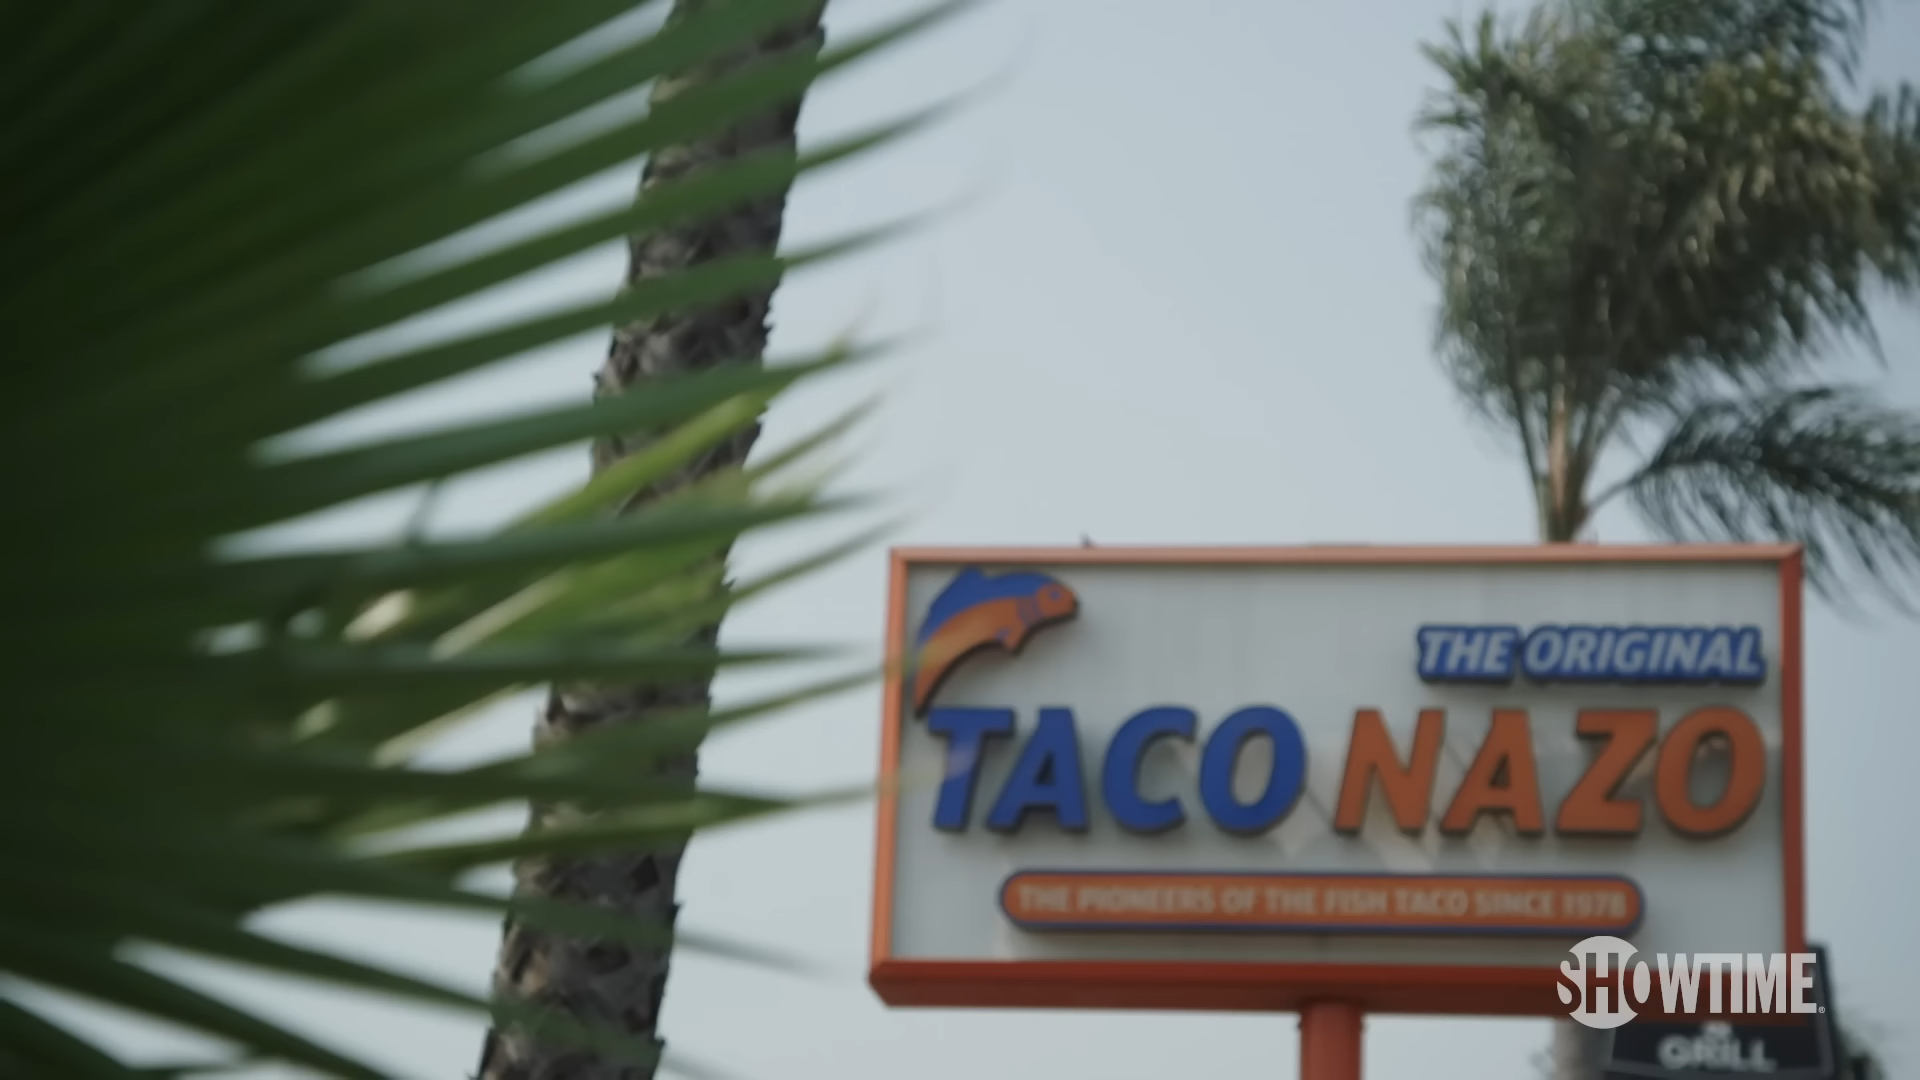 THE ORIGINAL
TACO NAZO
THE PIONEERS OF THE FISH TACO SINCE 1978
SHOWTIME
GRILL